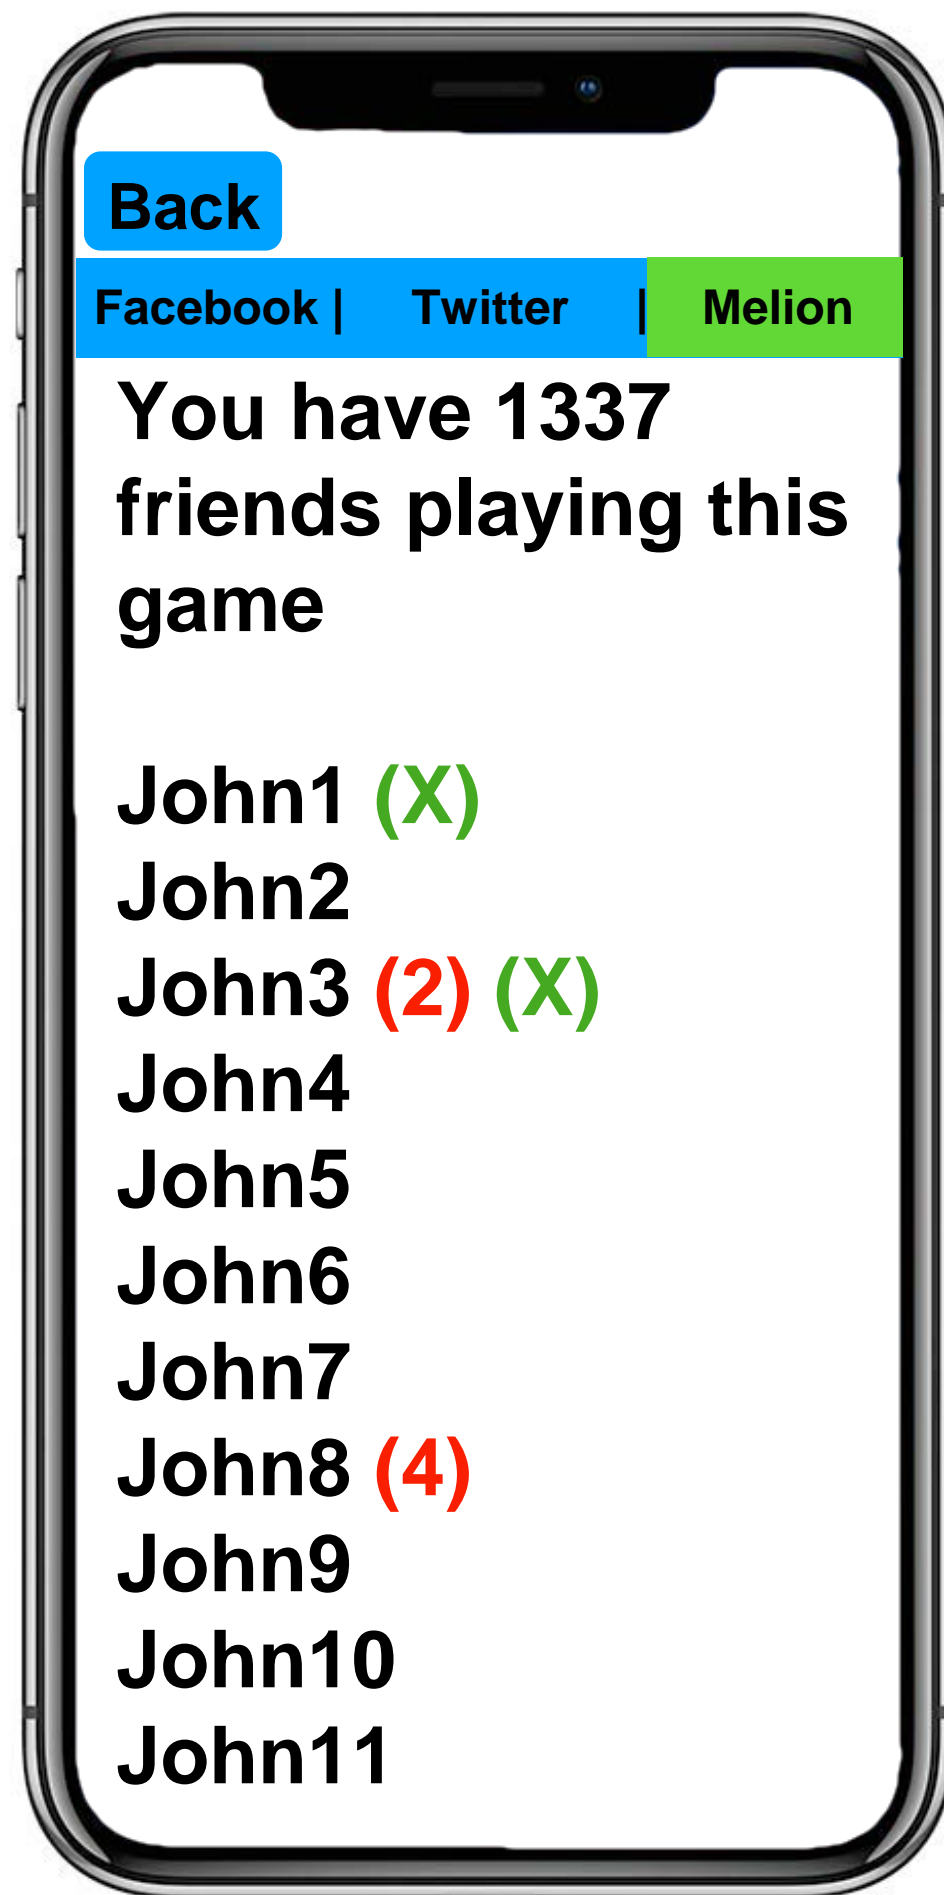 Back
Facebook | Twitter | Melion
You have 1337
friends playing this
game
John1 (X)
John2
John3 (2) (X)
John4
John5
John6
John7
John8 (4)
John9
John10
John11